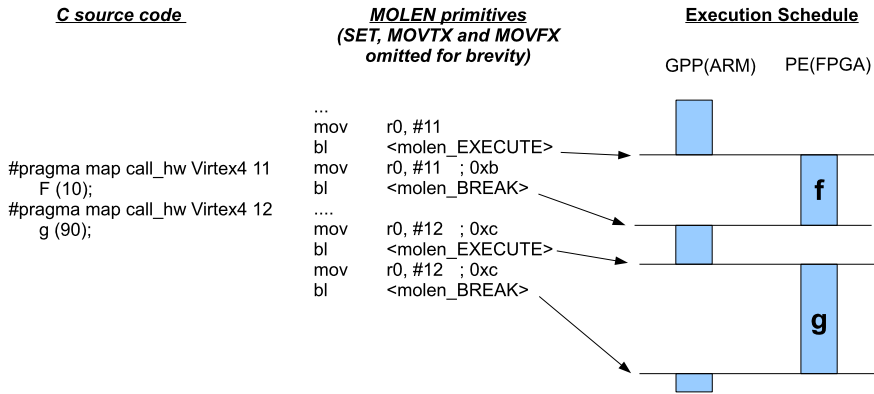 C source code
#pragma map call_hw Virtex4 11
F (10);
#pragma map call_hw Virtex4 12
g (90);
MOLEN primitives
(SET, MOVTX and MOVFX
omitted for brevity)
...
mov r0, #11
bl <molen_EXECUTE>
mov r0, #11 ; 0xb
bl <molen_BREAK>
....
mov r0, #12 ; 0xc
bl <molen_EXECUTE>
mov r0, #12 ; 0xc
bl <molen_BREAK>
Execution Schedule
GPP(ARM) PE(FPGA)
f
g